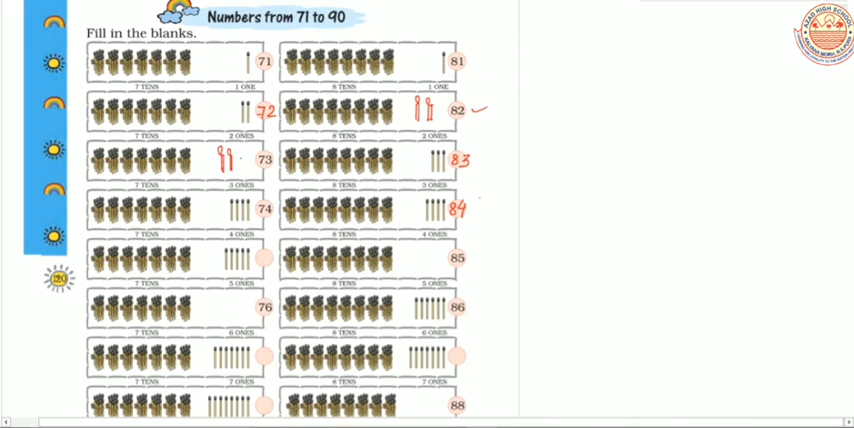 Numbers from 71 to 90
Fill in the blanks.
71 81
7 TENS 1 ONE 8 TENS 1 ONE
72 82
7 TENS 2 ONES 8 TENS 2 ONES
73 83
7 TENS 3 ONES 8 TENS 3 ONES
74 84
7 TENS 4 ONES 8 TENS 4 ONES
85
7 TENS 5 ONES 8 TENS 5 ONES
120
76 86
7 TENS 6 ONES 8 TENS 6 ONES
7 TENS 7 ONES 8 TENS 7 ONES
88
AZAD HIGH SCHOOL